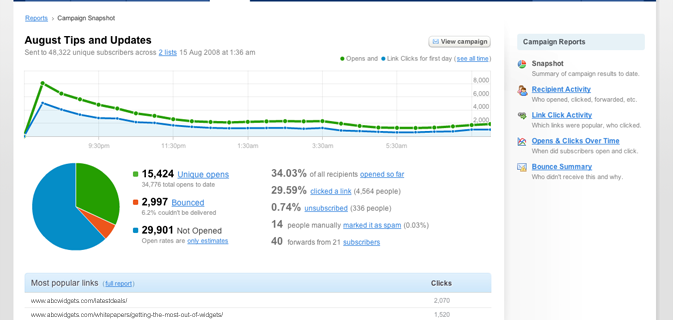 Reports › Campaign Snapshot
August Tips and Updates
View campaign
Sent to 48,322 unique subscribers across 2 lists 15 Aug 2008 at 1:36 am
Opens and Link Clicks for first day (see all time)
8,000
6,000
4,000
2,000
9:30pm 11:30pm 1:30am 3:30am 5:30am
15,424 Unique opens
34,776 total opens to date
2,997 Bounced
6.2% couldn't be delivered
29,901 Not Opened
Open rates are only estimates
34.03% of all recipients opened so far
29.59% clicked a link (4,564 people)
0.74% unsubscribed (336 people)
14 people manually marked it as spam (0.03%)
40 forwards from 21 subscribers
Most popular links (full report) Clicks
www.abcwidgets.com/latestdeals/ 2,070
www.abcwidgets.com/whitepapers/getting-the-most-out-of-widgets/ 1,520
Campaign Reports
Snapshot
Summary of campaign results to date.
Recipient Activity
Who opened, clicked, forwarded, etc.
Link Click Activity
Which links were popular, who clicked.
Opens & Clicks Over Time
When did subscribers open and click.
Bounce Summary
Who didn't receive this and why.